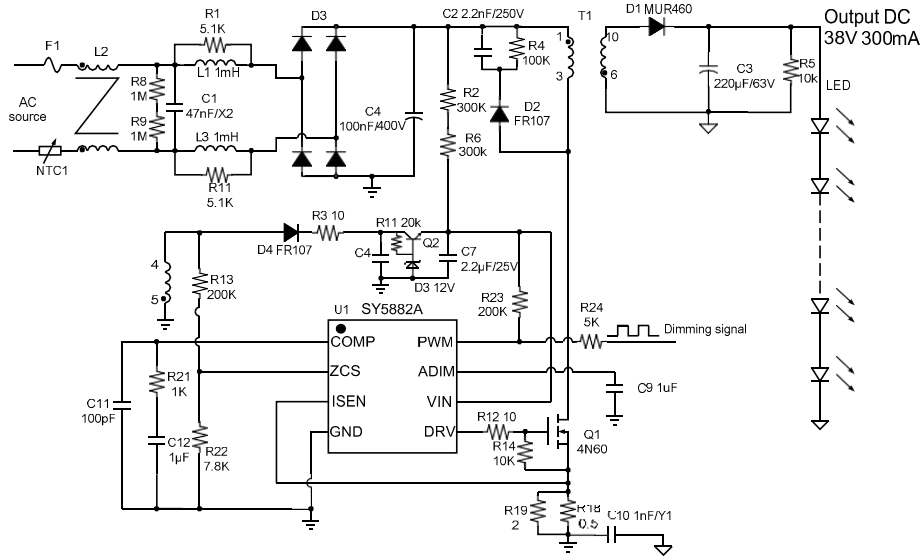 R1
5.1K
D3
C2 2.2nF/250V
T1
D1 MUR460
Output DC
38V 300mA
F1
L2
L1 1mH
1
10
R4
100K
R8
1M
C1
47nF/X2
C4
100nF/400V
R2
300K
3
6
C3
220µF/63V
R5
10k
LED
AC
source
R9
1M
D2
FR107
L3 1mH
R6
300k
NTC1
R11
5.1K
R3 10
R11 20k
D4 FR107
Q2
C4
C7
2.2µF/25V
4
5
R13
200K
D3 12V
R23
200K
U1
SY5882A
R24
5K
Dimming signal
COMP
PWM
ZCS
ADIM
ISEN
VIN
GND
DRV
R21
1K
C9 1uF
C11
100pF
R12 10
Q1
4N60
C12
1µF
R22
7.8K
R14
10K
R19
2
R18
0.5
C10 1nF/Y1